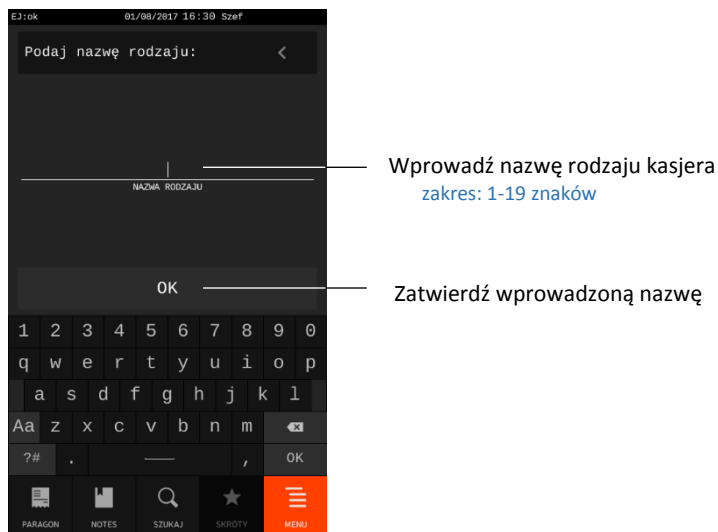 EJ:ok 01/08/2017 16:30 Szef
Podaj nazwę rodzaju: <
NAZWA RODZAJU
Wprowadź nazwę rodzaju kasjera
zakres: 1-19 znaków
OK
Zatwierdź wprowadzoną nazwę
1 2 3 4 5 6 7 8 9 0
q w e r t y u i o p
a s d f g h j k l
Aa z x c v b n m
?# . , OK
PARAGON NOTES SZUKAJ SKRÓTY MENU